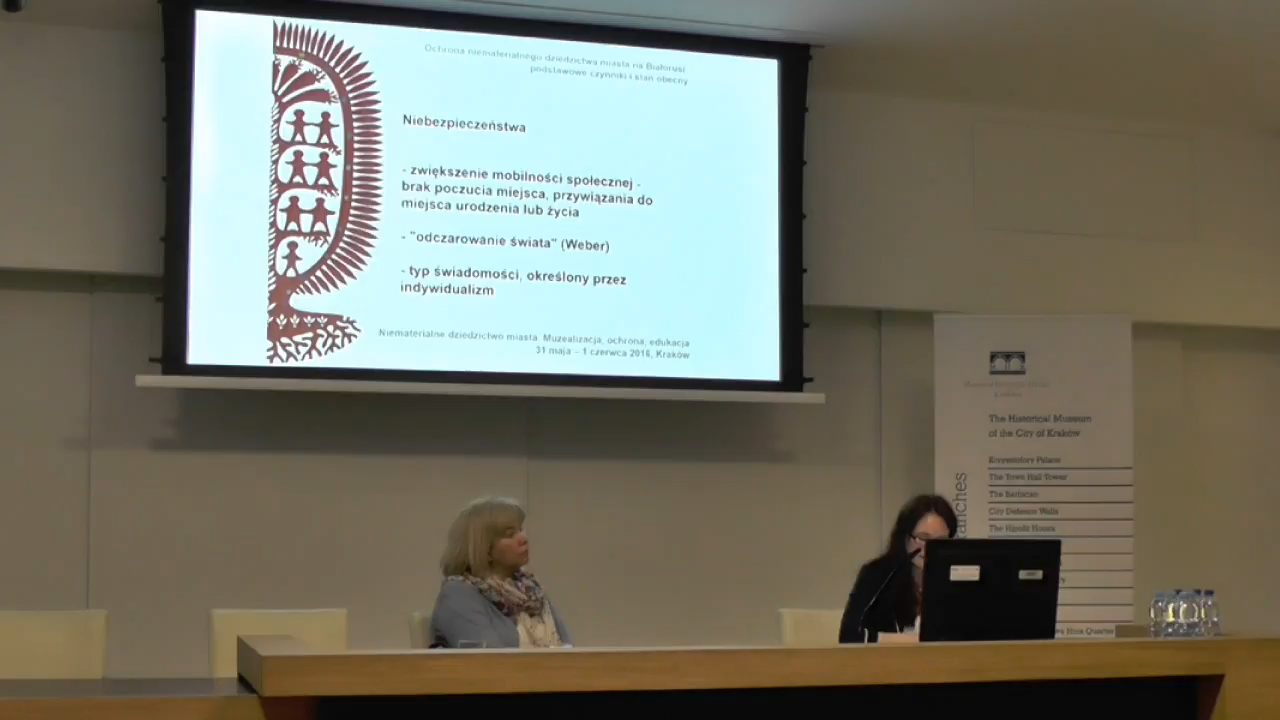 Ochrona niematerialnego dziedzictwa miasta na Białorusi:
podstawowe czynniki i stan obecny
Niebezpieczeństwa
- zwiększenie mobilności społecznej -
brak poczucia miejsca, przywiązania do
miejsca urodzenia lub życia
- "odczarowanie świata" (Weber)
- typ świadomości, określony przez
indywidualizm
Niematerialne dziedzictwo miasta. Muzealizacja, ochrona, edukacja
31 maja – 1 czerwca 2016, Kraków
The Historical Museum
of the City of Kraków
Krzysztofory Palace
The Town Hall Tower
The Barbican
City Defence Walls
The Hipolit House